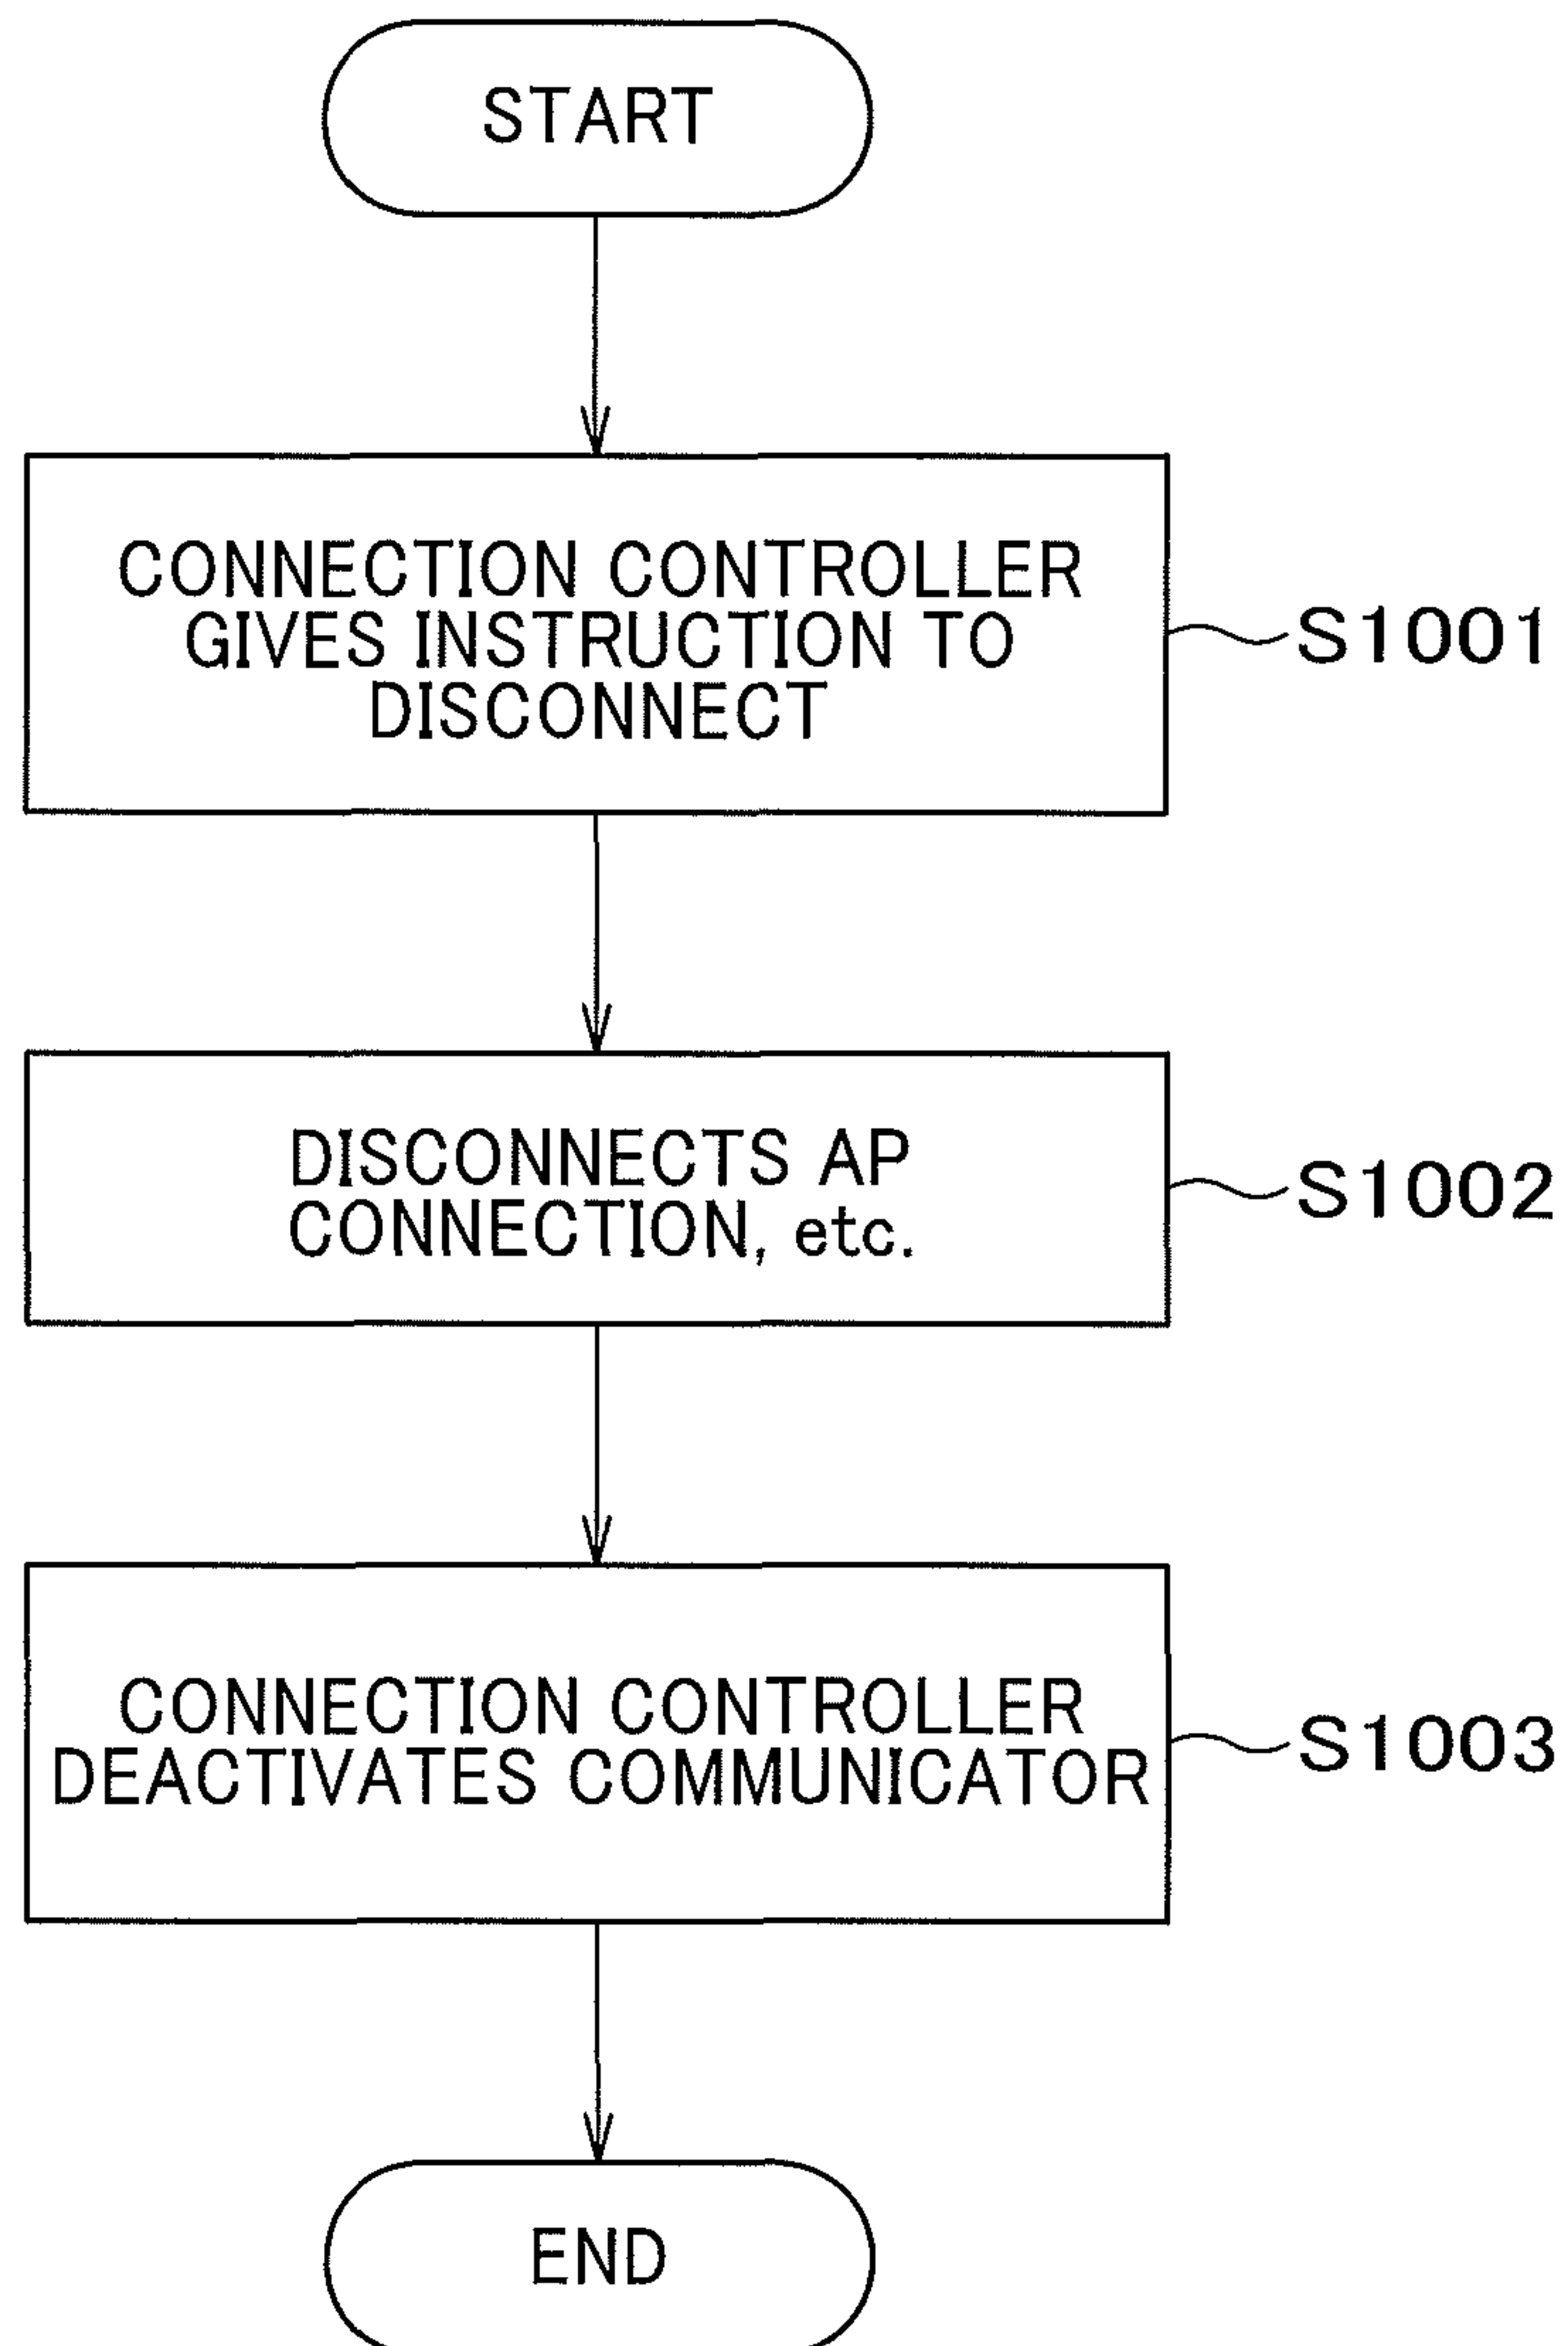 START
CONNECTION CONTROLLER
GIVES INSTRUCTION TO
DISCONNECT
S1001
DISCONNECTS AP
CONNECTION, etc.
S1002
CONNECTION CONTROLLER
DEACTIVATES COMMUNICATOR
S1003
END